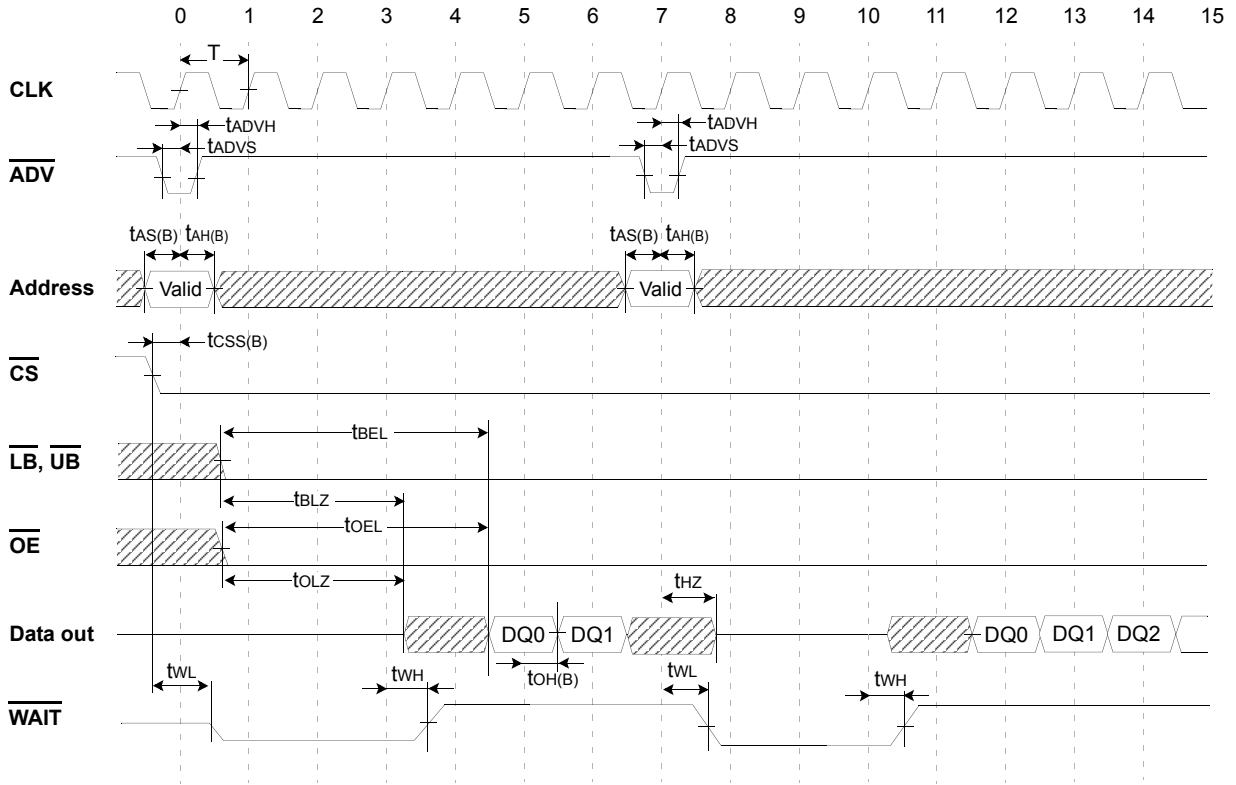 0 1 2 3 4 5 6 7 8 9 10 11 12 13 14 15
T
CLK
tADVH tADVH
tADVS tADVS
ADV
tAS(B) tAH(B) tAS(B) tAH(B)
Address Valid Valid
tCSS(B)
CS
tBEL
LB, UB
tBLZ
tOEL
OE
tOLZ tHZ
Data out DQ0 DQ1 DQ0 DQ1 DQ2
tWL tWH tOH(B) tWL tWH
WAIT